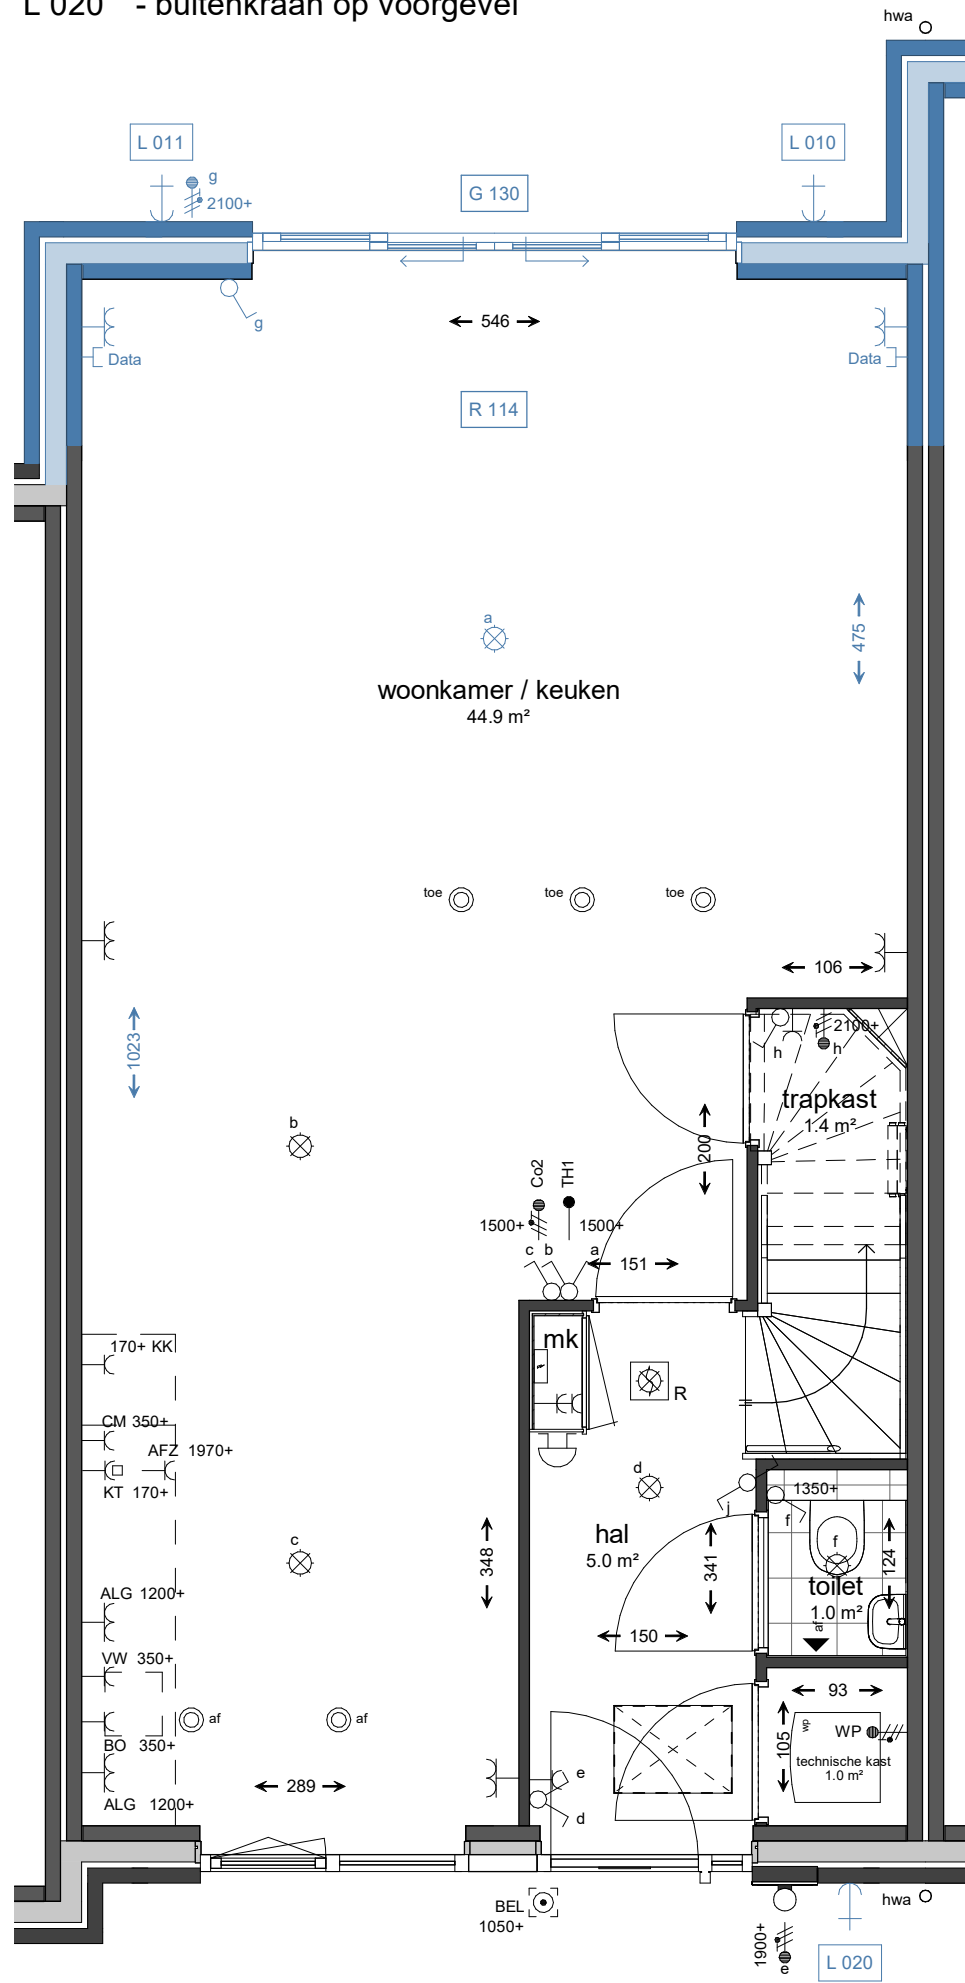 L 020 - buitenkraan op voorgevel
hwa
L 011
g
2100+
G 130
L 010
g
546
Data
Data
R 114
a
475
woonkamer / keuken
44.9 m²
toe
toe
toe
106
1023
2100+
h
h
trapkast
1.4 m²
b
200
Co2
TH1
1500+
1500+
c
b
a
151
mk
170+ KK
R
CM 350+
AFZ 1970+
KT 170+
d
j
1350+
f
c
348
hal
5.0 m²
341
f
124
toilet
1.0 m²
af
ALG 1200+
150
VW 350+
93
af
af
BO 350+
105
wp
WP
technische kast
1.0 m²
289
e
d
ALG 1200+
BEL
1050+
hwa
1900+
e
L 020